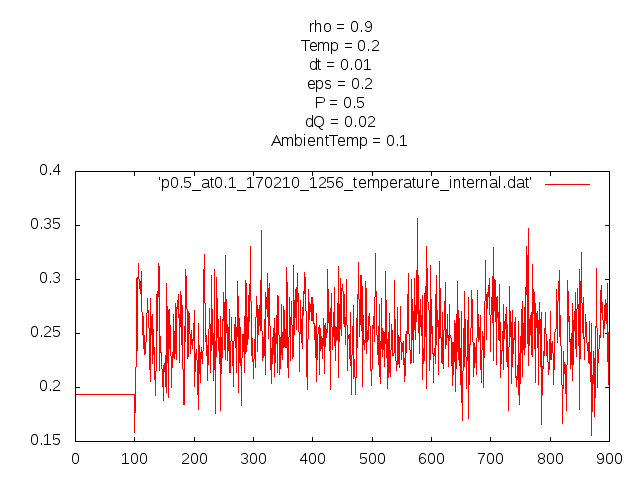 rho = 0.9
Temp = 0.2
dt = 0.01
eps = 0.2
P = 0.5
dQ = 0.02
AmbientTemp = 0.1
0.4
'p0.5_at0.1_170210_1256_temperature_internal.dat'
0.35
0.3
0.25
0.2
0.15
0 100 200 300 400 500 600 700 800 900